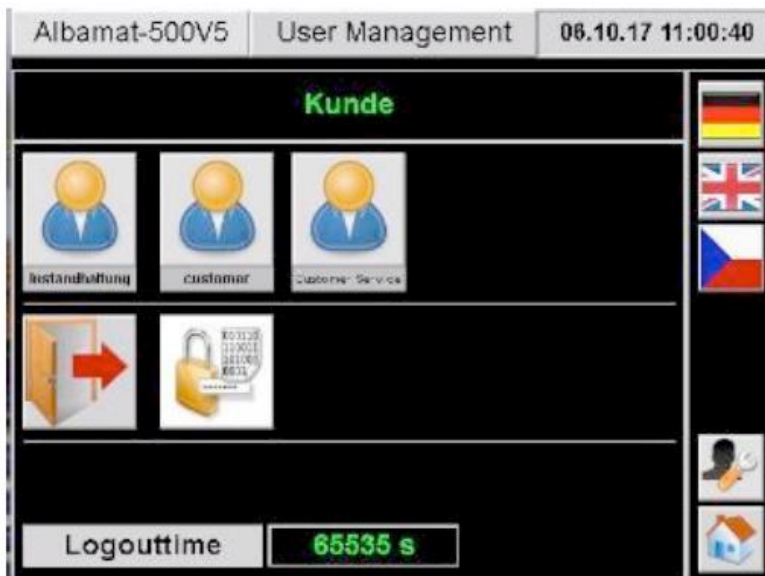 Albamat-500V5 User Management 06.10.17 11:00:40
Kunde
Instandhaltung customer Customer Service
Logouttime 65535 s